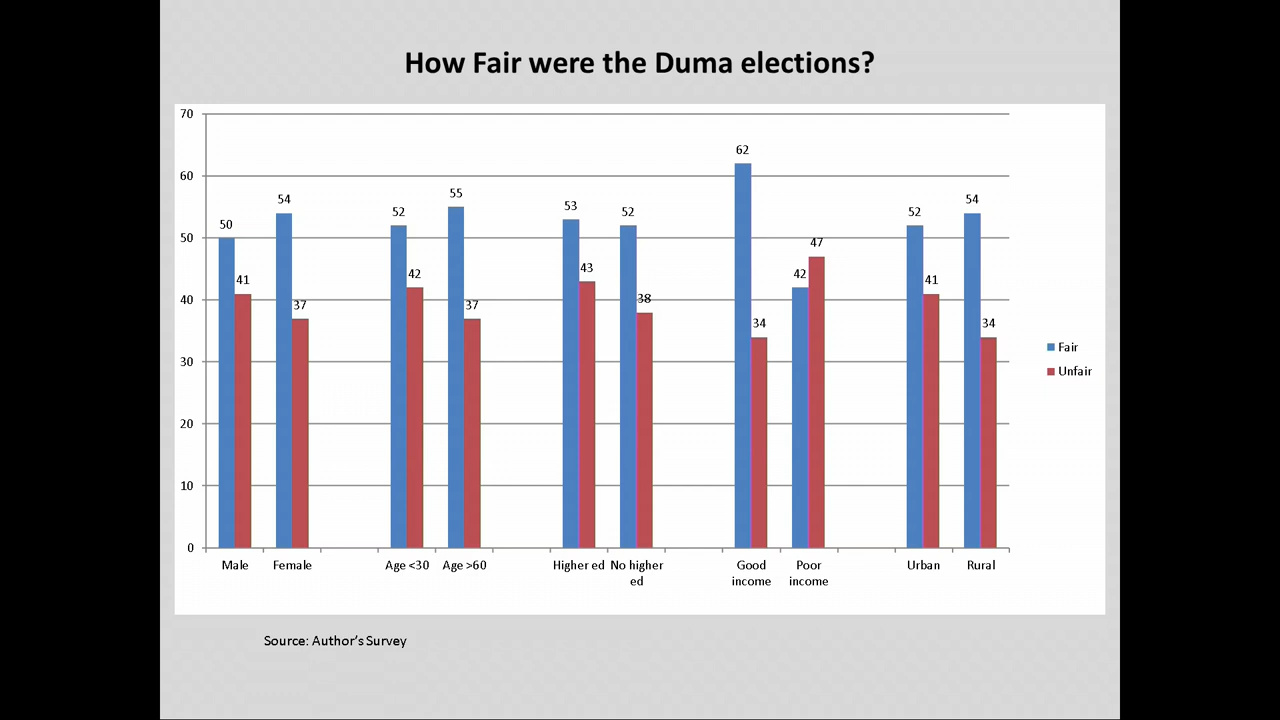 How Fair were the Duma elections?
70
60
50
40
30
20
10
0
50
41
54
37
52
42
55
37
53
43
52
38
62
34
42
47
52
41
54
34
Male
Female
Age <30
Age >60
Higher ed
No higher
ed
Good
income
Poor
income
Urban
Rural
Fair
Unfair
Source: Author's Survey